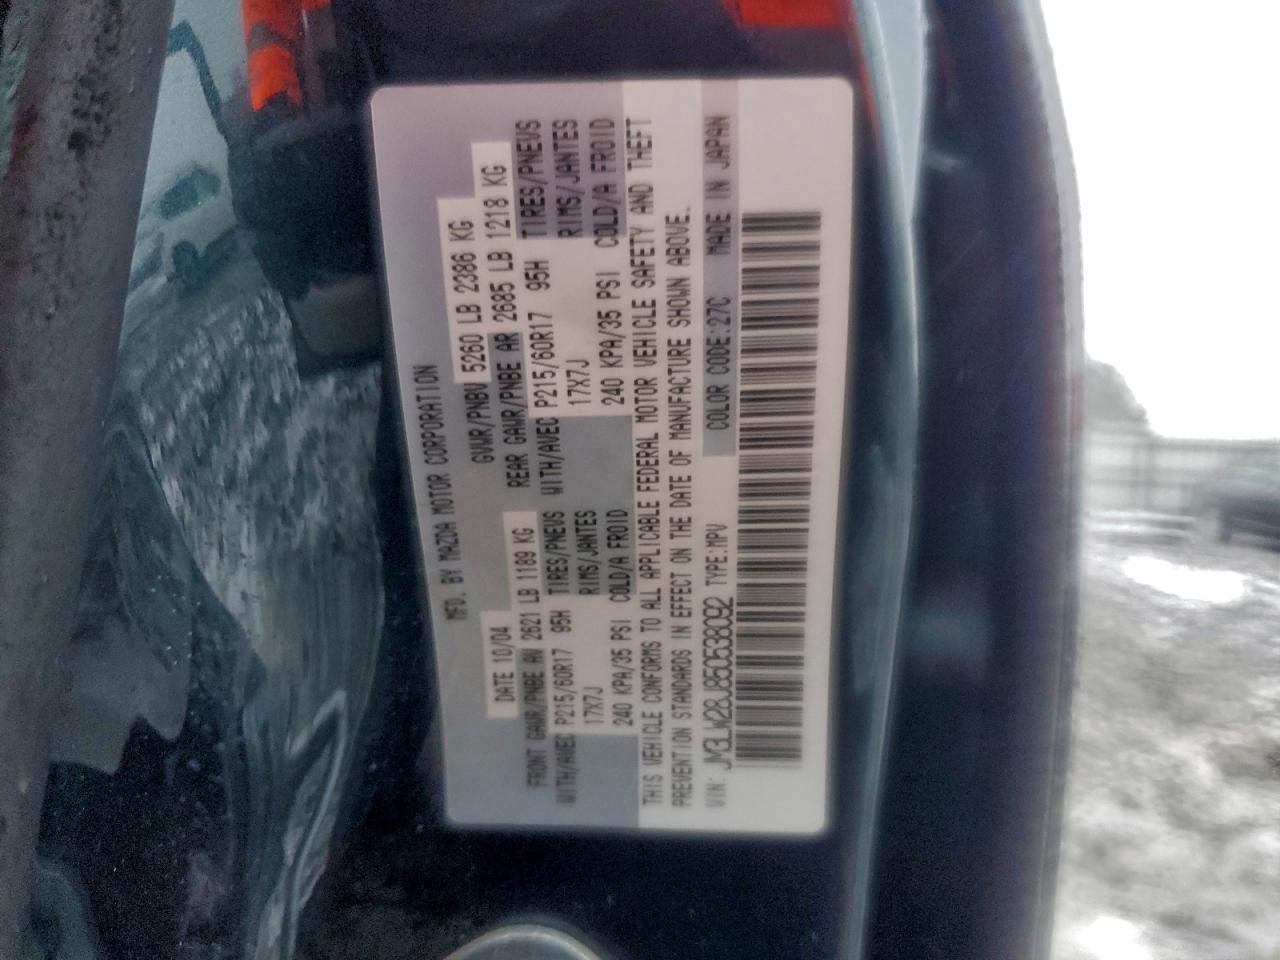 MFD. BY MAZDA MOTOR CORPORATION
DATE 10/04 GVWR/PNBV 5260 LB 2386 KG
FRONT GAWR/PNBE AV 2621 LB 1189 KG REAR GAWR/PNBE AR 2685 LB 1218 KG
WITH/AVEC P215/60R17 95H TIRES/PNEUS WITH/AVEC P215/60R17 95H TIRES/PNEUS
17X7J RIMS/JANTES 17X7J RIMS/JANTES
240 KPA/35 PSI COLD/A FROID 240 KPA/35 PSI COLD/A FROID
THIS VEHICLE CONFORMS TO ALL APPLICABLE FEDERAL MOTOR VEHICLE SAFETY AND THEFT
PREVENTION STANDARDS IN EFFECT ON THE DATE OF MANUFACTURE SHOWN ABOVE.
VIN: JM3LW28J850538092 TYPE:MPV COLOR CODE:27C MADE IN JAPAN